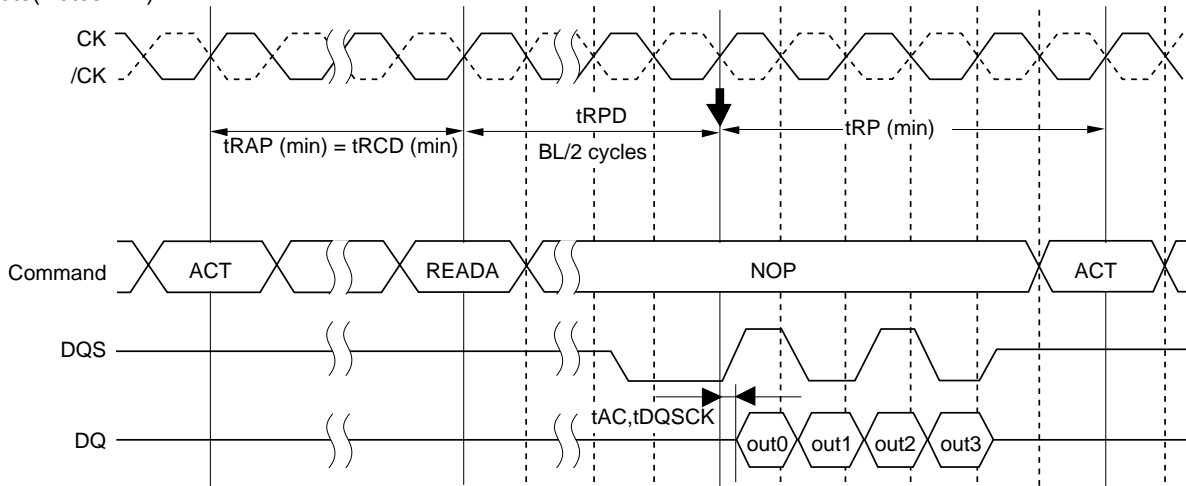 CK
/CK
tRAP (min) = tRCD (min)
tRPD
BL/2 cycles
tRP (min)
Command
ACT
READA
NOP
ACT
DQS
tAC,tDQSCK
DQ
out0
out1
out2
out3